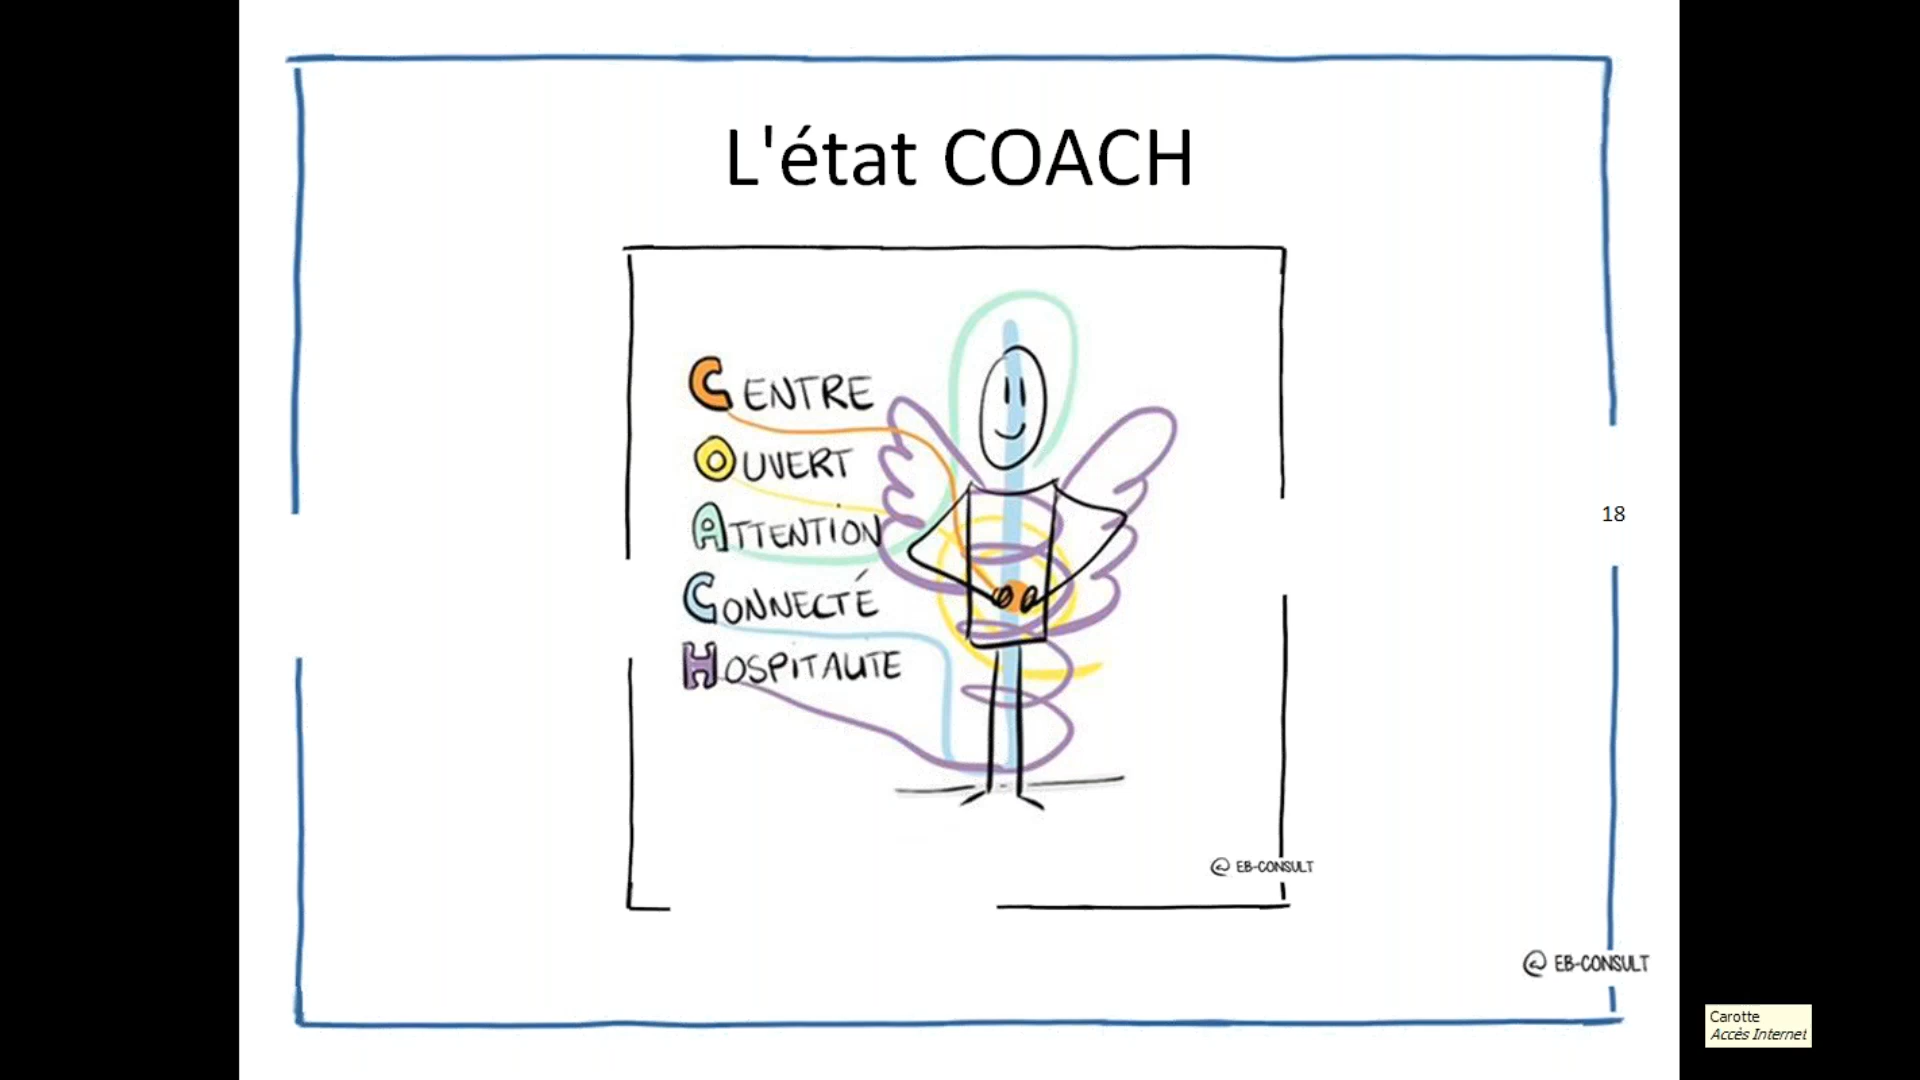 L'état COACH
CENTRE
OUVERT
ATTENTION
CONNECTÉ
HOSPITALITE
@ EB-CONSULT
18
@ EB-CONSULT
Carotte
Accès Internet